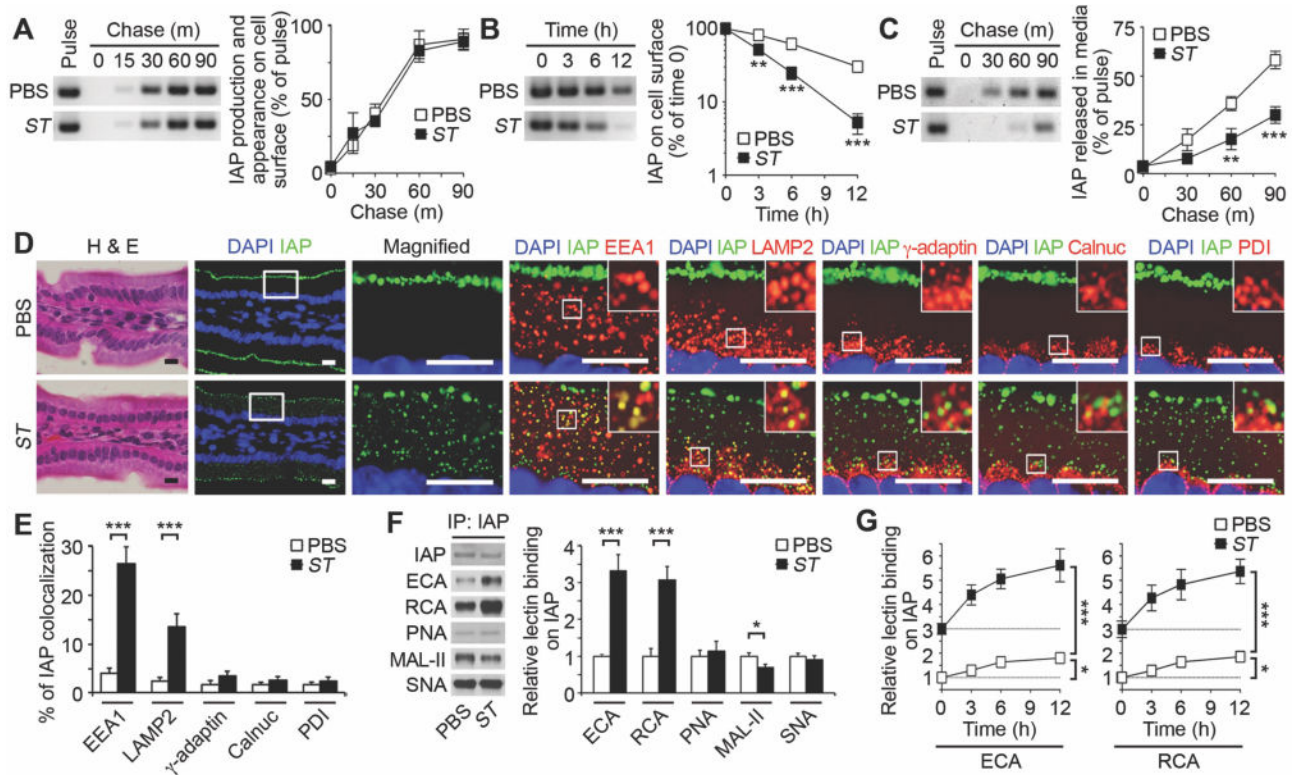 A
Pulse
Chase (m)
0 15 30 60 90
PBS
ST
IAP production and
appearance on cell
surface (% of pulse)
100
75
50
25
0
PBS
ST
0 30 60 90
Chase (m)
B
Time (h)
0 3 6 12
PBS
ST
IAP on cell surface
(% of time 0)
100
10
1
**
***
***
PBS
ST
0 3 6 12
Time (h)
C
Pulse
Chase (m)
0 30 60 90
PBS
ST
IAP released in media
(% of pulse)
75
50
25
0
PBS
ST
**
***
0 30 60 90
Chase (m)
D
H & E
DAPI IAP
Magnified
DAPI IAP EEA1
DAPI IAP LAMP2
DAPI IAP γ-adaptin
DAPI IAP Calnuc
DAPI IAP PDI
PBS
ST
E
% of IAP colocalization
30
20
10
0
***
***
PBS
ST
EEA1
LAMP2
γ-adaptin
Calnuc
PDI
F
IP: IAP
IAP
ECA
RCA
PNA
MAL-II
SNA
PBS
ST
Relative lectin binding
on IAP
4
3
2
1
0
***
***
*
PBS
ST
ECA
RCA
PNA
MAL-II
SNA
G
PBS
ST
Relative lectin binding
on IAP
6
5
4
3
2
1
***
*
0 3 6 12
Time (h)
ECA
6
5
4
3
2
1
***
*
0 3 6 12
Time (h)
RCA